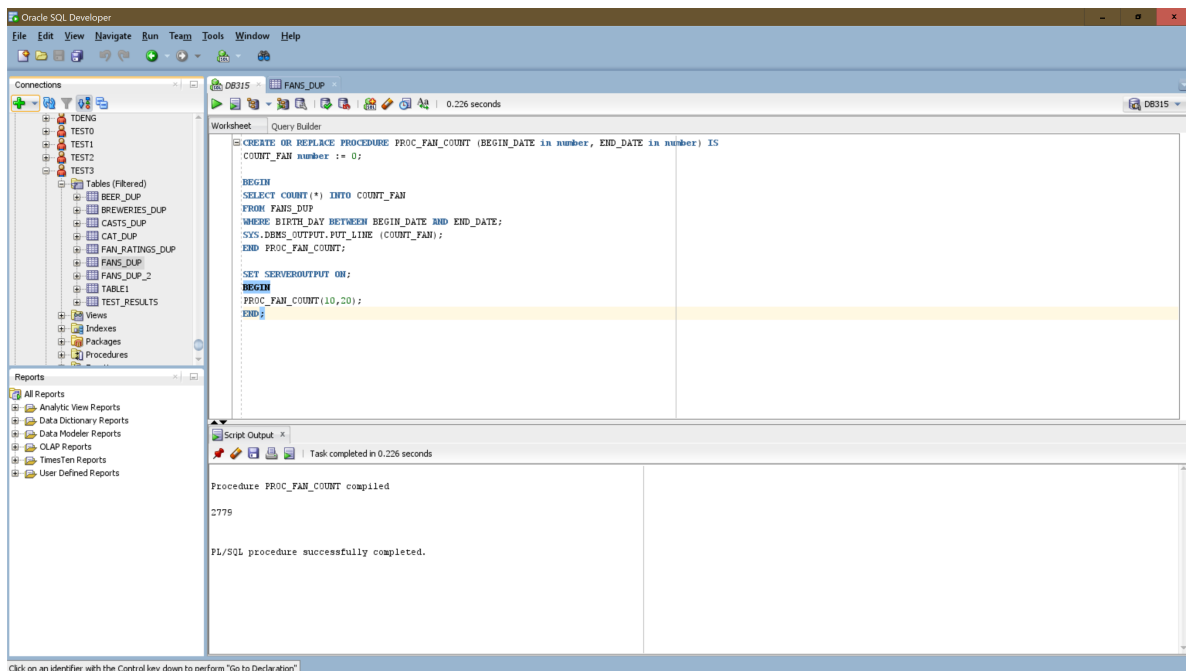 Oracle SQL Developer
File Edit View Navigate Run Team Tools Window Help
Connections
TDENG
TEST0
TEST1
TEST2
TEST3
Tables (Filtered)
BEER_DUP
BREWERIES_DUP
CASTS_DUP
CAT_DUP
FAN_RATINGS_DUP
FANS_DUP
FANS_DUP_2
TABLE1
TEST_RESULTS
Views
Indexes
Packages
Procedures
Reports
All Reports
Analytic View Reports
Data Dictionary Reports
Data Modeler Reports
OLAP Reports
TimesTen Reports
User Defined Reports
DB315 FANS_DUP
0.226 seconds DB315
Worksheet Query Builder
CREATE OR REPLACE PROCEDURE PROC_FAN_COUNT (BEGIN_DATE in number, END_DATE in number) IS
COUNT_FAN number := 0;
BEGIN
SELECT COUNT(*) INTO COUNT_FAN
FROM FANS_DUP
WHERE BIRTH_DAY BETWEEN BEGIN_DATE AND END_DATE;
SYS.DBMS_OUTPUT.PUT_LINE (COUNT_FAN);
END PROC_FAN_COUNT;
SET SERVEROUTPUT ON;
BEGIN
PROC_FAN_COUNT(10,20);
END;
Script Output
Task completed in 0.226 seconds
Procedure PROC_FAN_COUNT compiled
2779
PL/SQL procedure successfully completed.
Click on an identifier with the Control key down to perform "Go to Declaration"